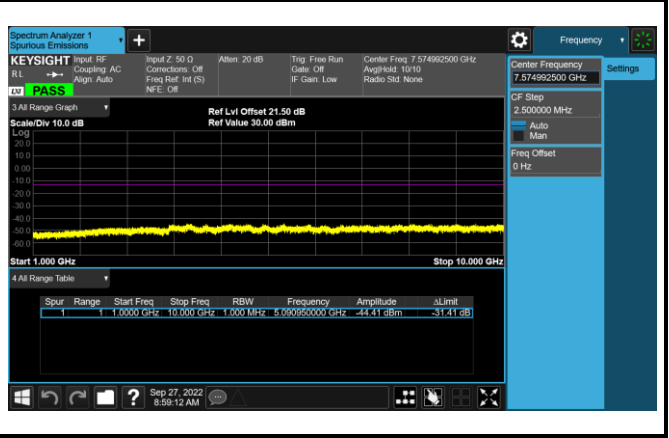 Spectrum Analyzer 1
Spurious Emissions
Frequency
KEYSIGHT Input: RF Input Z: 50 Ω Atten: 20 dB Trig: Free Run Center Freq: 7.574992500 GHz
RL Coupling: AC Corrections: Off Gate: Off Avg|Hold: 10/10
Align: Auto Freq Ref: Int (S) IF Gain: Low Radio Std: None
LXI PASS NFE: Off
Center Frequency
7.574992500 GHz
Settings
CF Step
2.500000 MHz
Auto
Man
Freq Offset
0 Hz
3 All Range Graph
Ref Lvl Offset 21.50 dB
Scale/Div 10.0 dB Ref Value 30.00 dBm
Log
20.0
10.0
0.00
-10.0
-20.0
-30.0
-40.0
-50.0
-60.0
Start 1.000 GHz Stop 10.000 GHz
4 All Range Table
Spur Range Start Freq Stop Freq RBW Frequency Amplitude ΔLimit
1 1 1.0000 GHz 10.000 GHz 1.000 MHz 5.090950000 GHz -44.41 dBm -31.41 dB
? Sep 27, 2022
8:59:12 AM